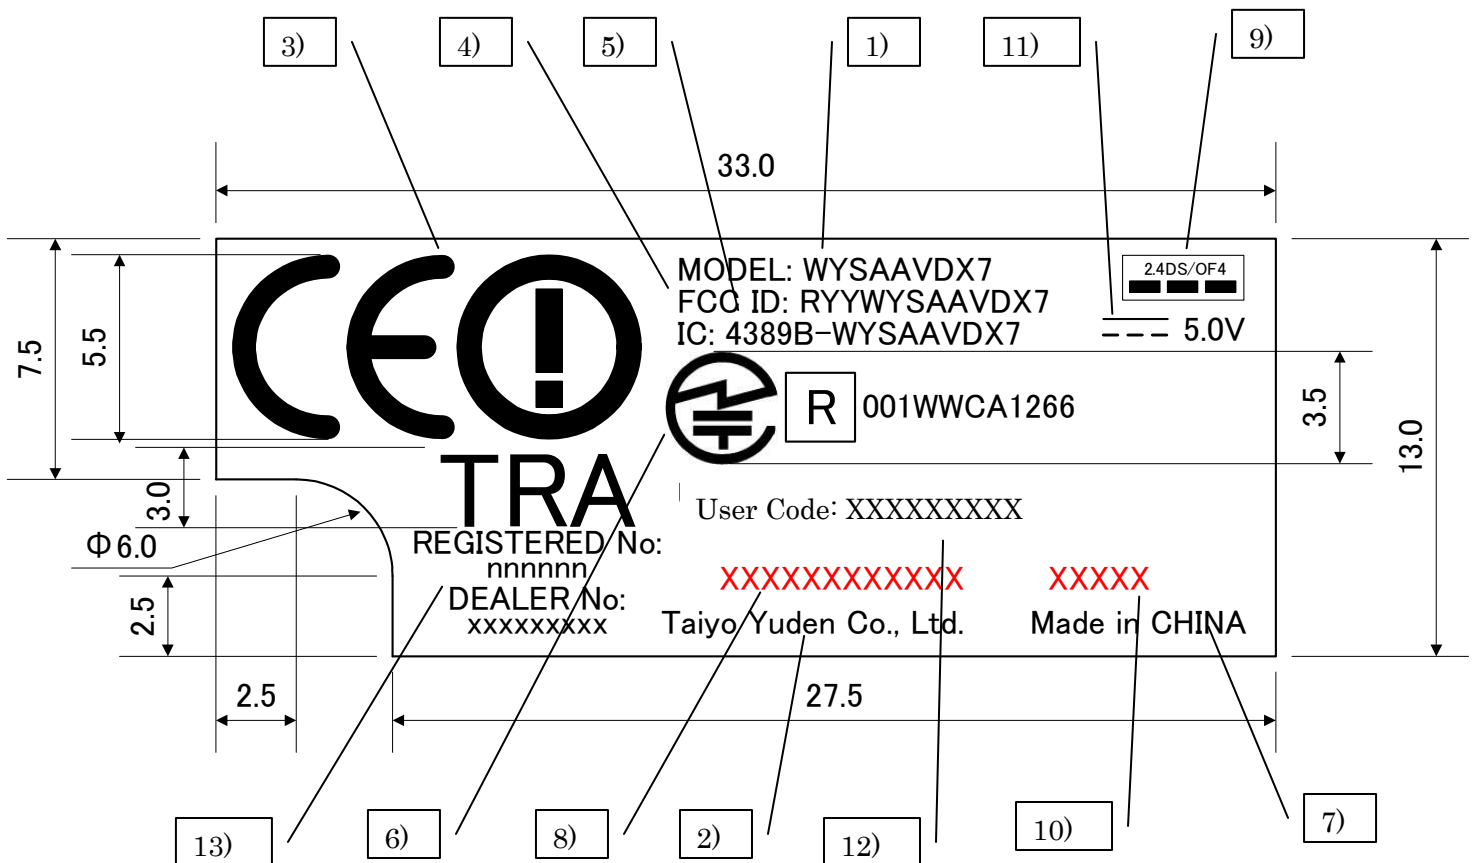 3)
4)
5)
1)
11)
9)
33.0
MODEL: WYSAAVDX7
FCC ID: RYYWYSAAVDX7
IC: 4389B-WYSAAVDX7
2.4DS/OF4
5.0V
7.5
5.5
CE
R
001WWCA1266
3.5
13.0
TRA
3.0
User Code: XXXXXXXXX
Φ6.0
REGISTERED No:
nnnnnn
DEALER No:
xxxxxxxxx
XXXXXXXXXXXX
XXXXX
Taiyo Yuden Co., Ltd.
Made in CHINA
2.5
2.5
27.5
13)
6)
8)
2)
12)
10)
7)